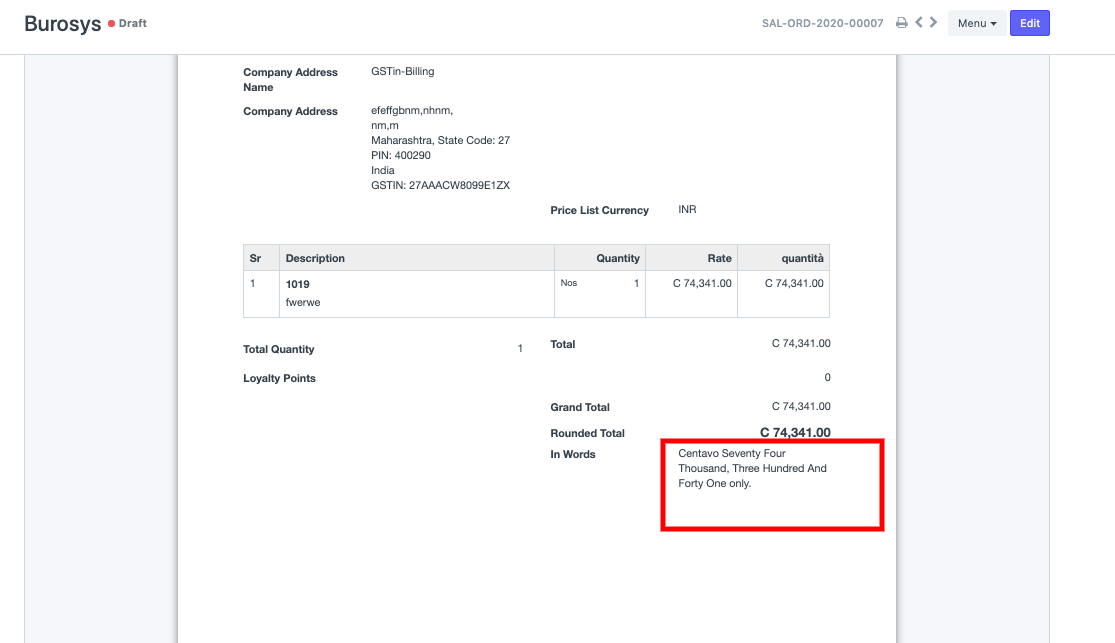 Burosys Draft SAL-ORD-2020-00007 Menu Edit
Company Address Name GSTin-Billing
Company Address efeffgbnm,nhnm,
nm,m
Maharashtra, State Code: 27
PIN: 400290
India
GSTIN: 27AAACW8099E1ZX
Price List Currency INR
Sr Description Quantity Rate quantità
1 1019 Nos 1 C 74,341.00 C 74,341.00
fwerwe
Total Quantity 1 Total C 74,341.00
Loyalty Points 0
Grand Total C 74,341.00
Rounded Total C 74,341.00
In Words Centavo Seventy Four
Thousand, Three Hundred And
Forty One only.